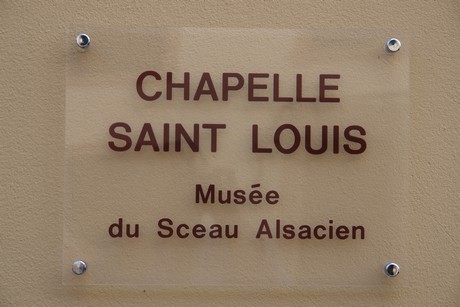 CHAPELLE
SAINT LOUIS
Musée
du Sceau Alsacien